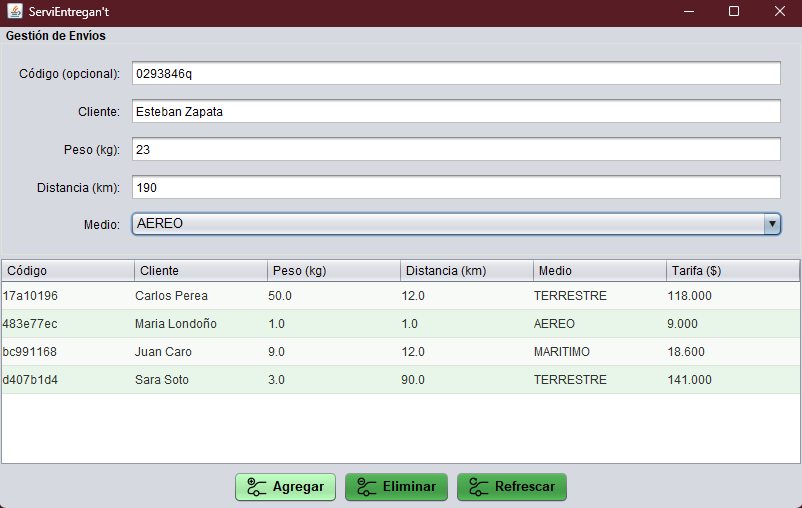 ServiEntregan't
Gestión de Envíos
Código (opcional): 0293846q
Cliente: Esteban Zapata
Peso (kg): 23
Distancia (km): 190
Medio: AEREO
Código Cliente Peso (kg) Distancia (km) Medio Tarifa ($)
17a10196 Carlos Perea 50.0 12.0 TERRESTRE 118.000
483e77ec Maria Londoño 1.0 1.0 AEREO 9.000
bc991168 Juan Caro 9.0 12.0 MARITIMO 18.600
d407b1d4 Sara Soto 3.0 90.0 TERRESTRE 141.000
Agregar Eliminar Refrescar